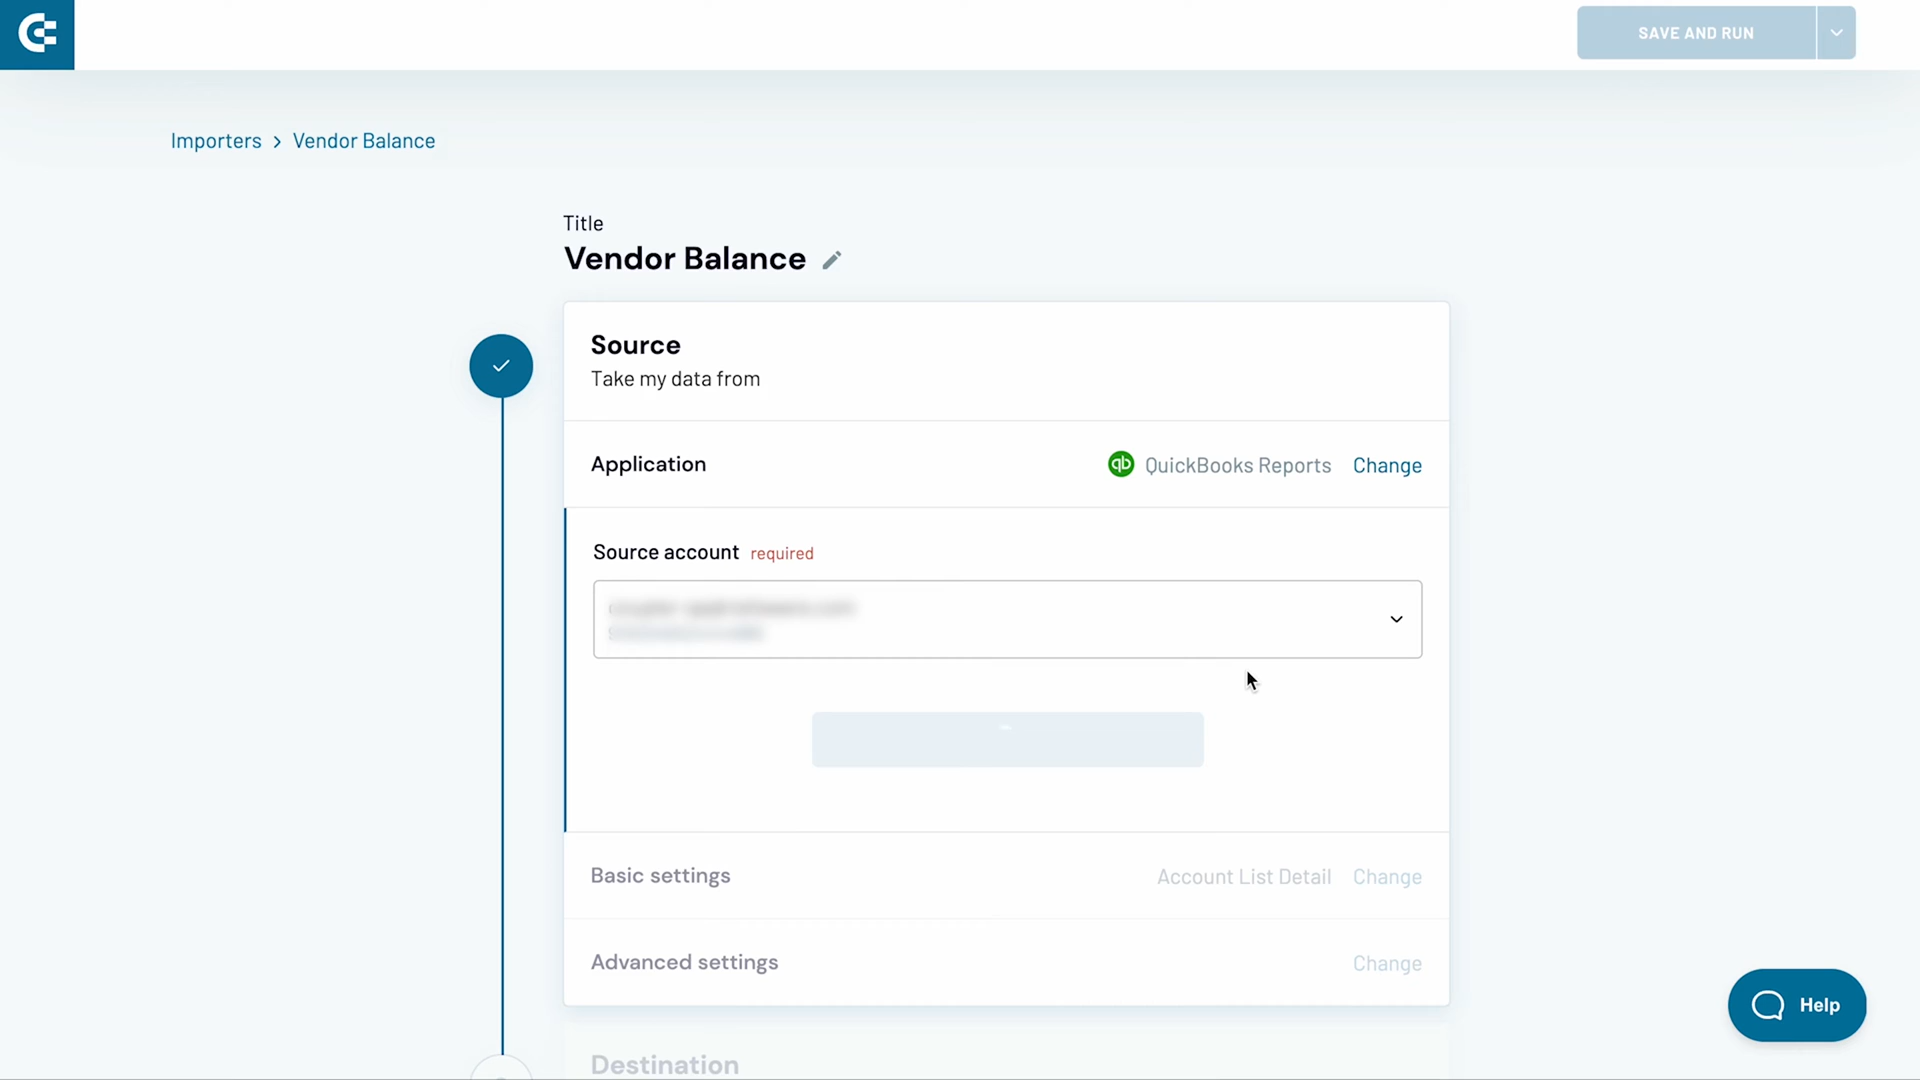 SAVE AND RUN
Importers > Vendor Balance
Title
Vendor Balance
Source
Take my data from
Application
qb QuickBooks Reports Change
Source account required
Basic settings
Account List Detail Change
Advanced settings
Change
Help
Destination